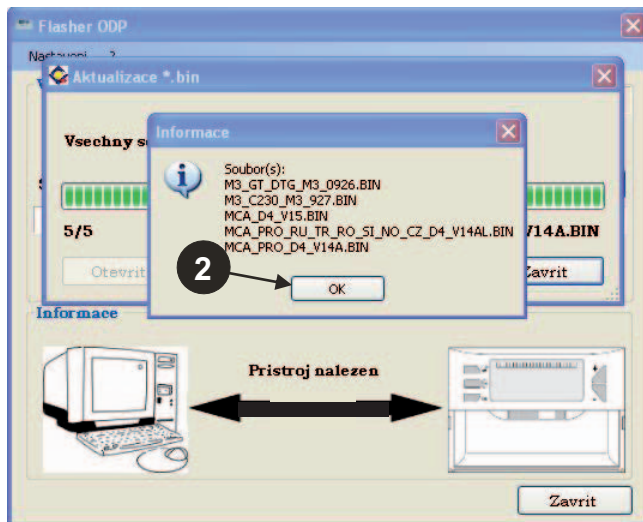 Flasher ODP
Nastaveni ?
Aktualizace *.bin
Vsechny s
Informace
Soubor(s):
M3_GT_DTG_M3_0926.BIN
M3_C230_M3_927.BIN
MCA_D4_V15.BIN
MCA_PRO_RU_TR_RO_SI_NO_CZ_D4_V14AL.BIN
MCA_PRO_D4_V14A.BIN
5/5
V14A.BIN
Otevrit
2
OK
Zavrit
Informace
Pristroj nalezen
Zavrit